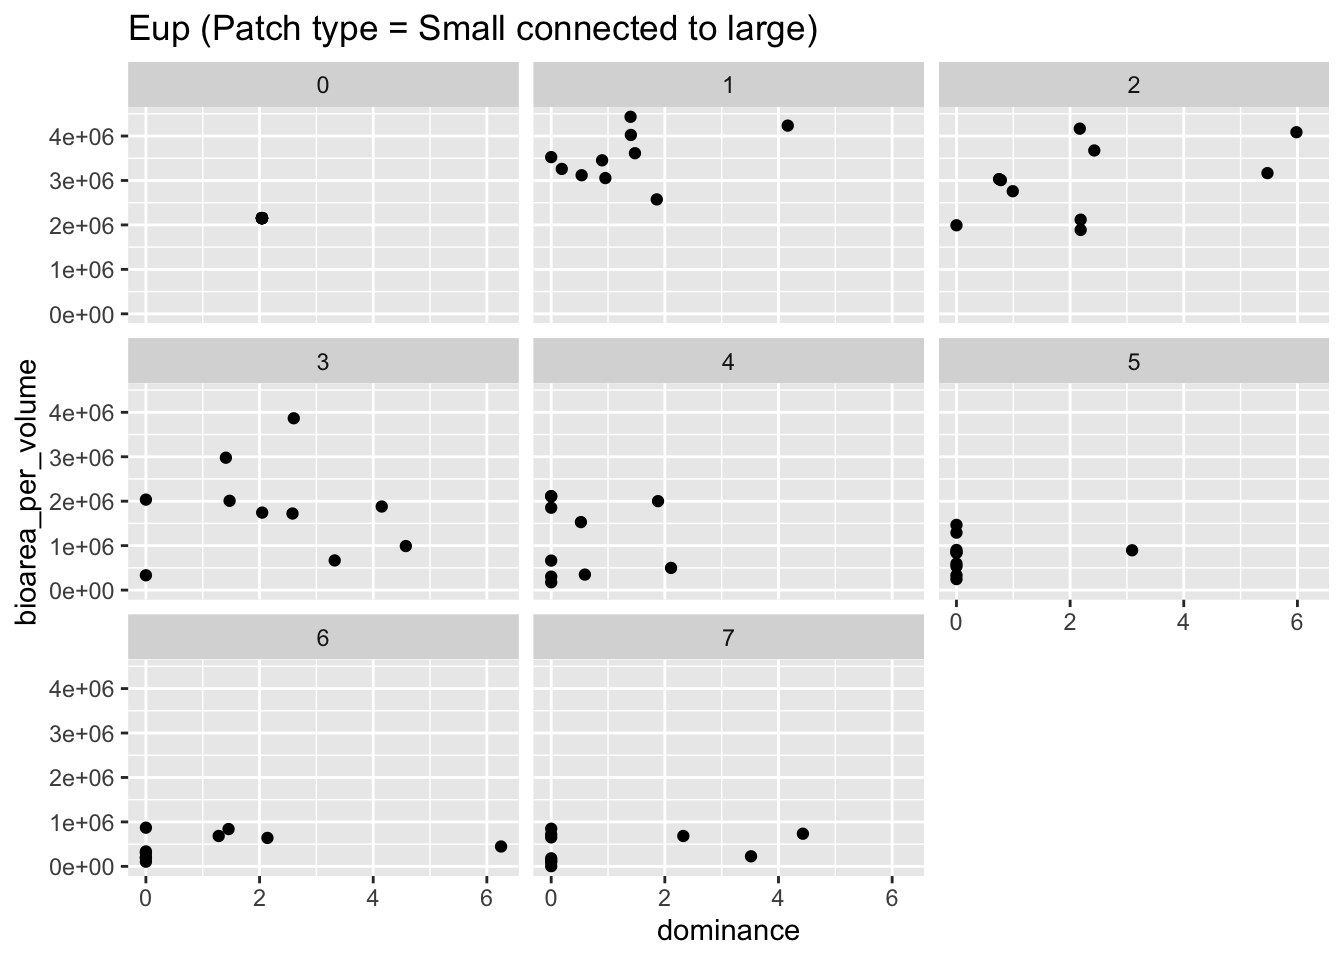 Eup (Patch type = Small connected to large)
0 1 2
4e+06
3e+06
2e+06
1e+06
0e+00
3 4 5
4e+06
3e+06
2e+06
1e+06
0e+00
0 2 4 6
6 7
4e+06
3e+06
2e+06
1e+06
0e+00
0 2 4 6 0 2 4 6
dominance
bioarea_per_volume